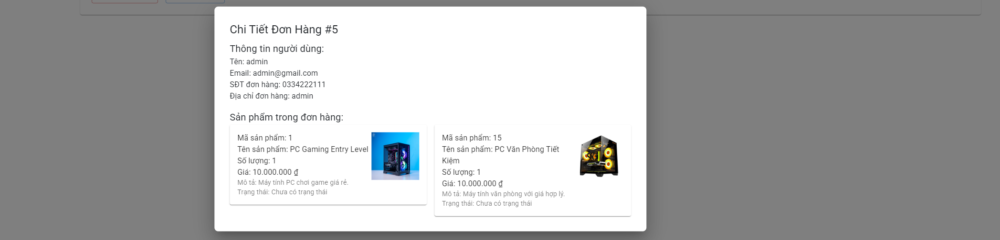 Chi Tiết Đơn Hàng #5
Thông tin người dùng:
Tên: admin
Email: admin@gmail.com
SĐT đơn hàng: 0334222111
Địa chỉ đơn hàng: admin
Sản phẩm trong đơn hàng:
Mã sản phẩm: 1
Tên sản phẩm: PC Gaming Entry Level
Số lượng: 1
Giá: 10.000.000 ₫
Mô tả: Máy tính PC chơi game giá rẻ.
Trạng thái: Chưa có trạng thái
Mã sản phẩm: 15
Tên sản phẩm: PC Văn Phòng Tiết
Kiệm
Số lượng: 1
Giá: 10.000.000 ₫
Mô tả: Máy tính văn phòng với giá hợp lý.
Trạng thái: Chưa có trạng thái